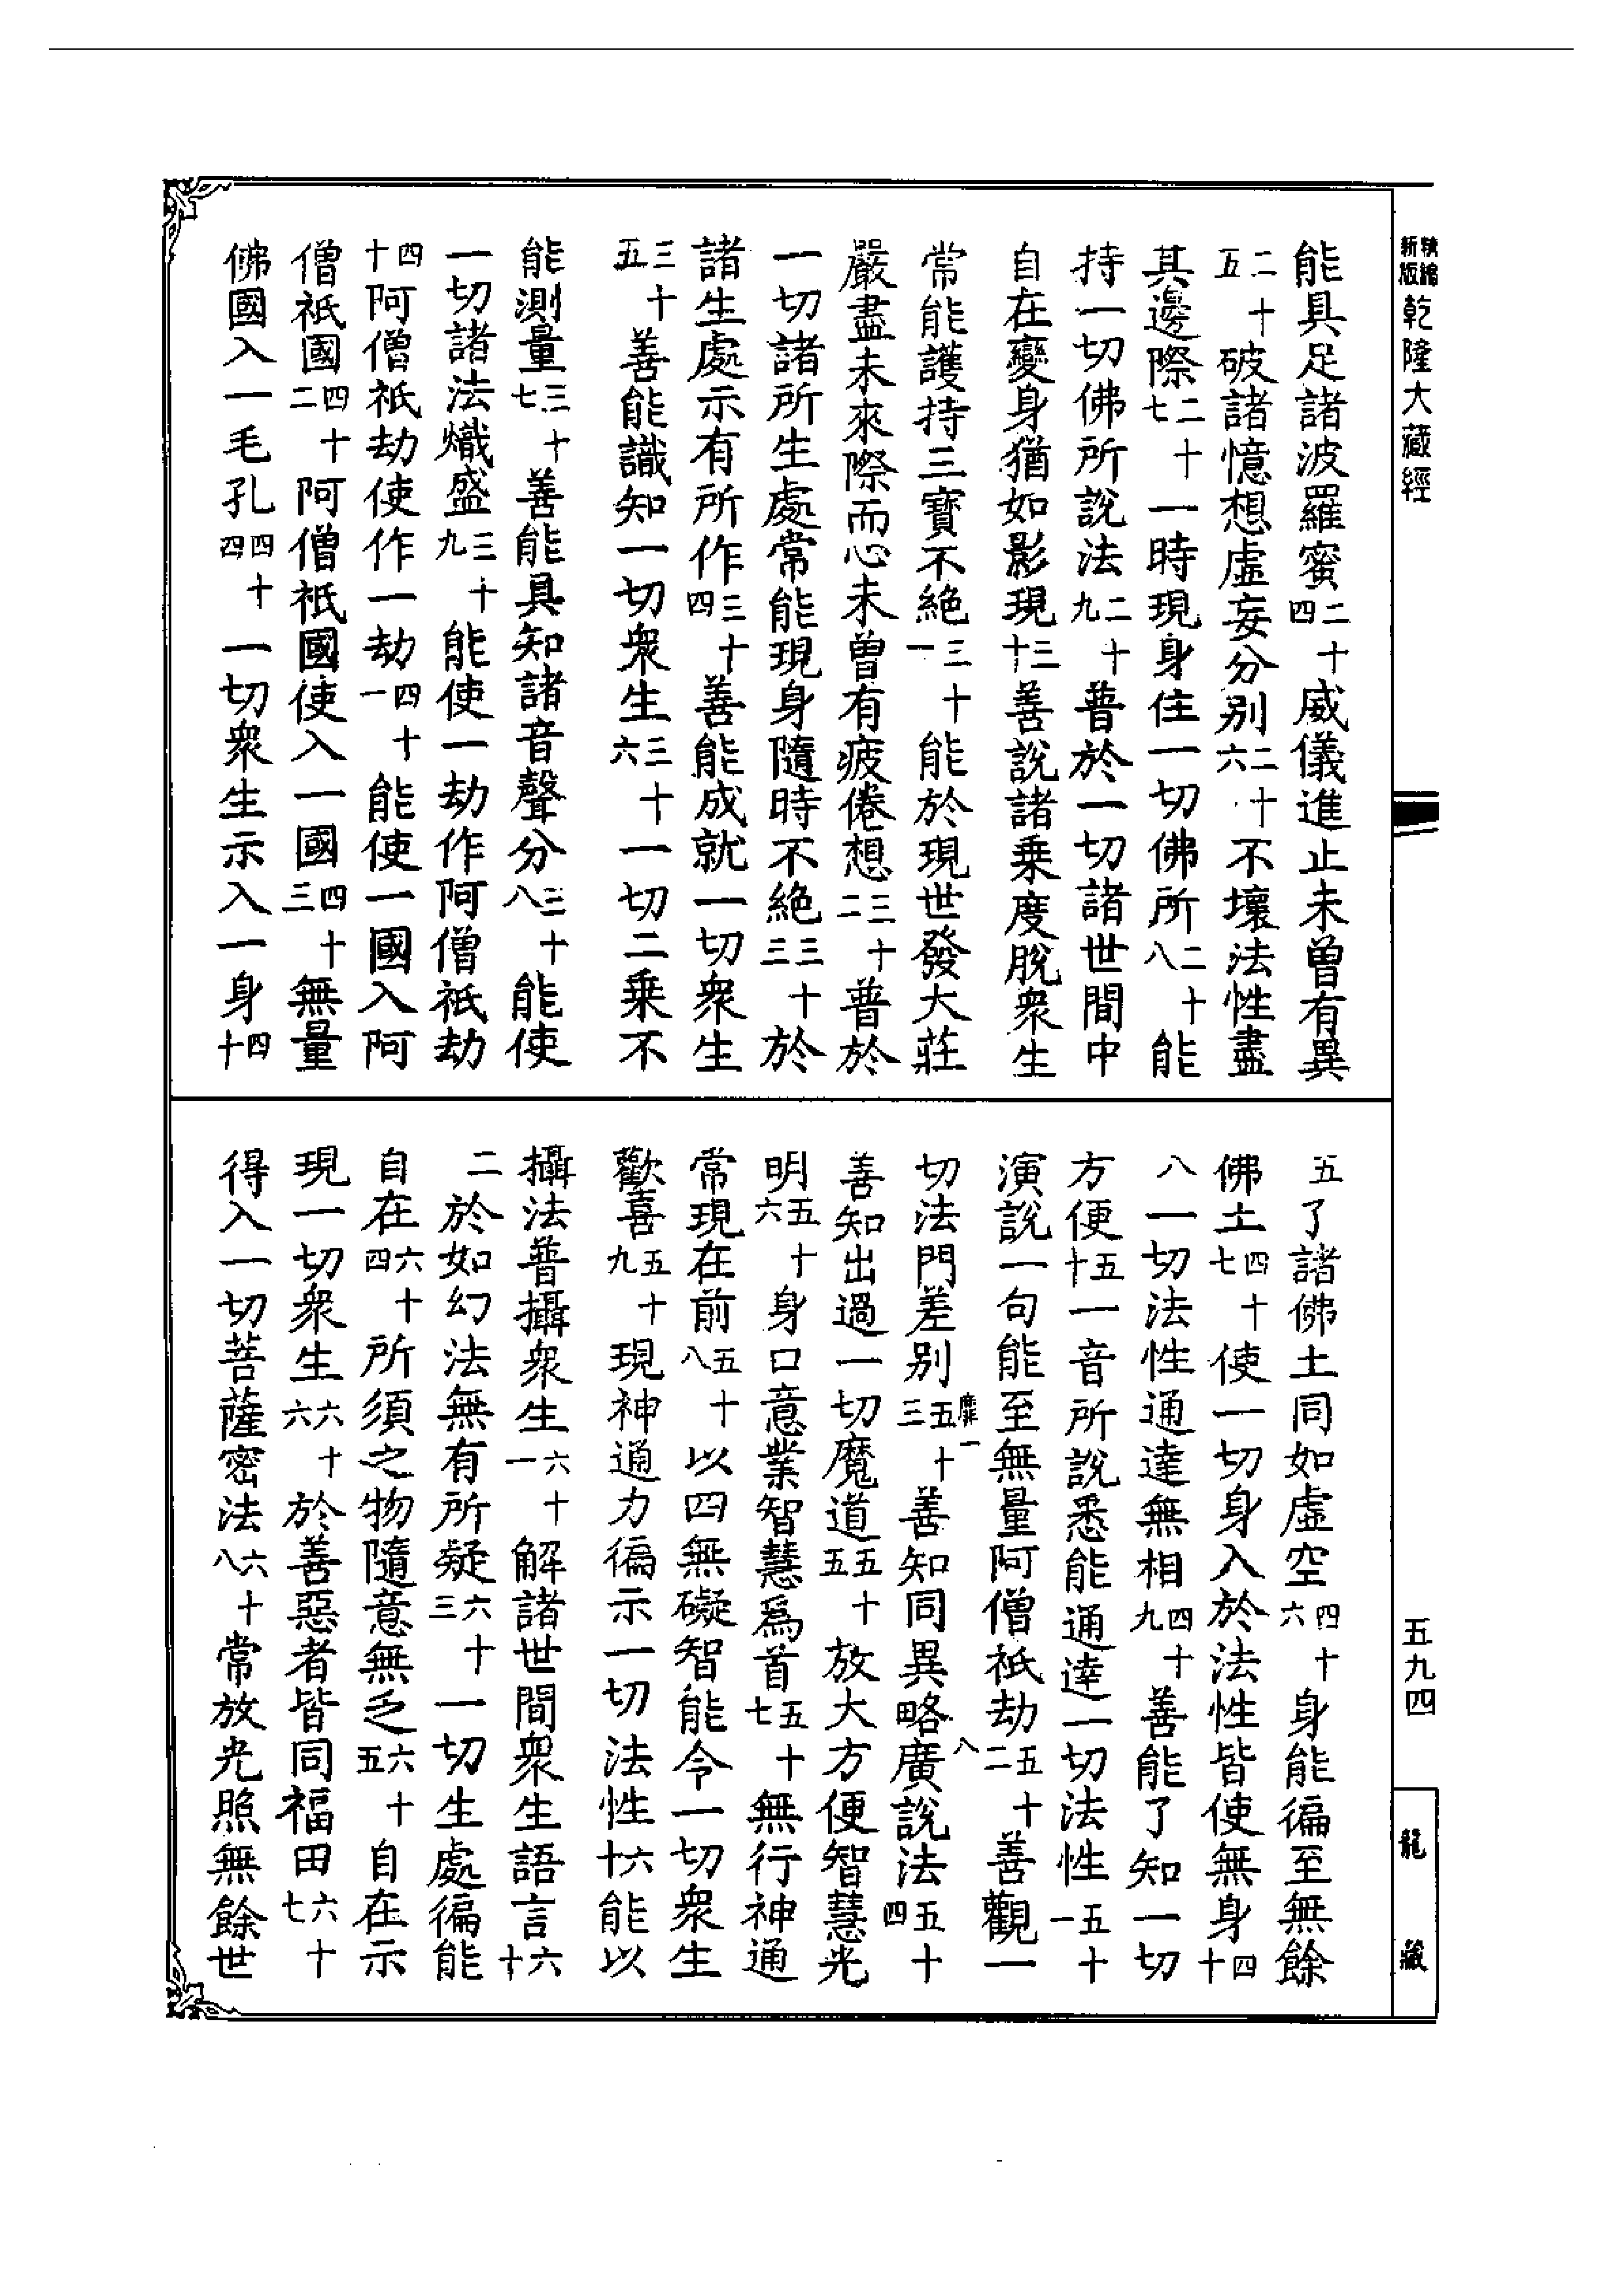 精縮新版乾隆大藏經
能具足諸波羅蜜二十四威儀進止未曾有異
二十五破諸憶想虛妄分別二十六不壞法性盡
其邊際二十七一時現身住一切佛所二十八能
持一切佛所說法二十九普於一切諸世間中
自在變身猶如影現三十善說諸乘度脫眾生
常能護持三寶不絕三十一能於現世發大莊
嚴盡未來際而心未曾有疲倦想三十二普於
一切諸所生處常能現身隨時不絕三十三於
諸生處示有所作三十四善能成就一切眾生
三十五善能識知一切眾生三十六一切二乘不
能測量三十七善能具知諸音聲分三十八能使
一切諸法熾盛三十九能使一劫作阿僧祇劫
四十阿僧祇劫使作一劫四十一能使一國入阿
僧祇國四十二阿僧祇國使入一國四十三無量
佛國入一毛孔四十四一切眾生示入一身四十
五了諸佛土同如虛空四十六身能徧至無餘
佛土四十七使一切身入於法性皆使無身四十
八一切法性通達無相四十九善能了知一切
方便五十一音所說悉能通達一切法性五十一
演說一句能至無量阿僧祇劫五十二善觀一
切法門差別五十三善知同異略廣說法五十四
善知出過一切魔道五十五放大方便智慧光
明五十六身口意業智慧為首五十七無行神通
常現在前五十八以四無礙智能令一切眾生
歡喜五十九現神通力徧示一切法性六十能以
攝法普攝眾生六十一解諸世間眾生語言六十
二於如幻法無有所疑六十三一切生處徧能
自在六十四所須之物隨意無乏六十五自在示
現一切眾生六十六於善惡者皆同福田六十七
得入一切菩薩密法六十八常放光照無餘世
靡一
八
五九四
龍藏